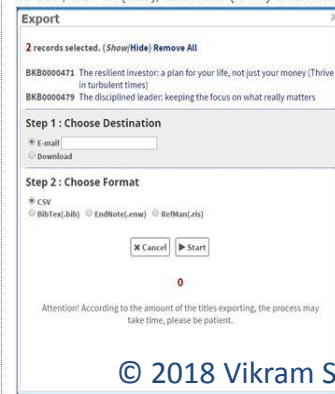 Export
2 records selected. (Show/Hide) Remove All
BKB0000471 The resilient investor: a plan for your life, not just your money (Thrive
in turbulent times)
BKB0000479 The disciplined leader: keeping the focus on what really matters
Step 1 : Choose Destination
E-mail
Download
Step 2 : Choose Format
CSV
BibTex(.bib) EndNote(.enw) RefMan(.ris)
Cancel Start
0
Attention! According to the amount of the titles exporting, the process may
take time, please be patient.
© 2018 Vikram S